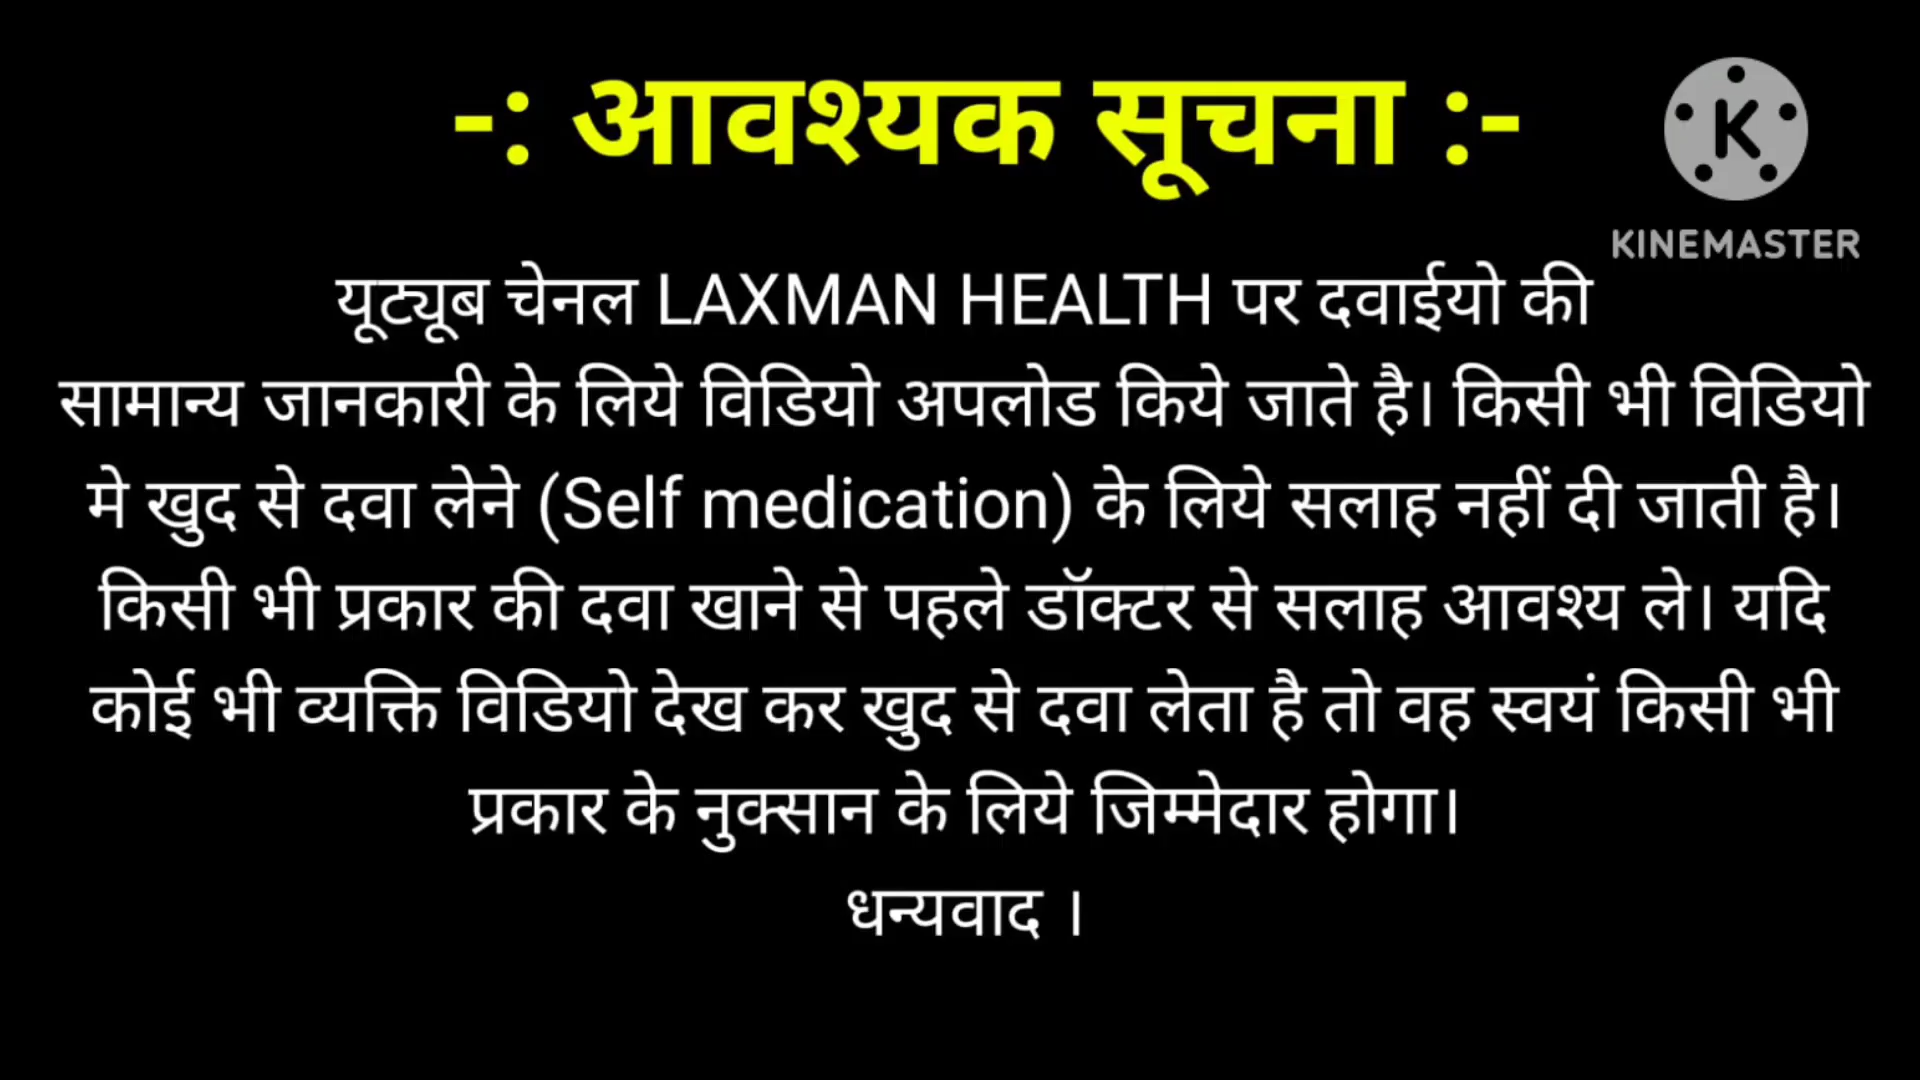 -: आवश्यक सूचना :-
KINEMASTER
यूट्यूब चेनल LAXMAN HEALTH पर दवाईयो की
सामान्य जानकारी के लिये विडियो अपलोड किये जाते है। किसी भी विडियो
मे खुद से दवा लेने (Self medication) के लिये सलाह नहीं दी जाती है।
किसी भी प्रकार की दवा खाने से पहले डॉक्टर से सलाह आवश्य ले। यदि
कोई भी व्यक्ति विडियो देख कर खुद से दवा लेता है तो वह स्वयं किसी भी
प्रकार के नुक्सान के लिये जिम्मेदार होगा।
धन्यवाद ।